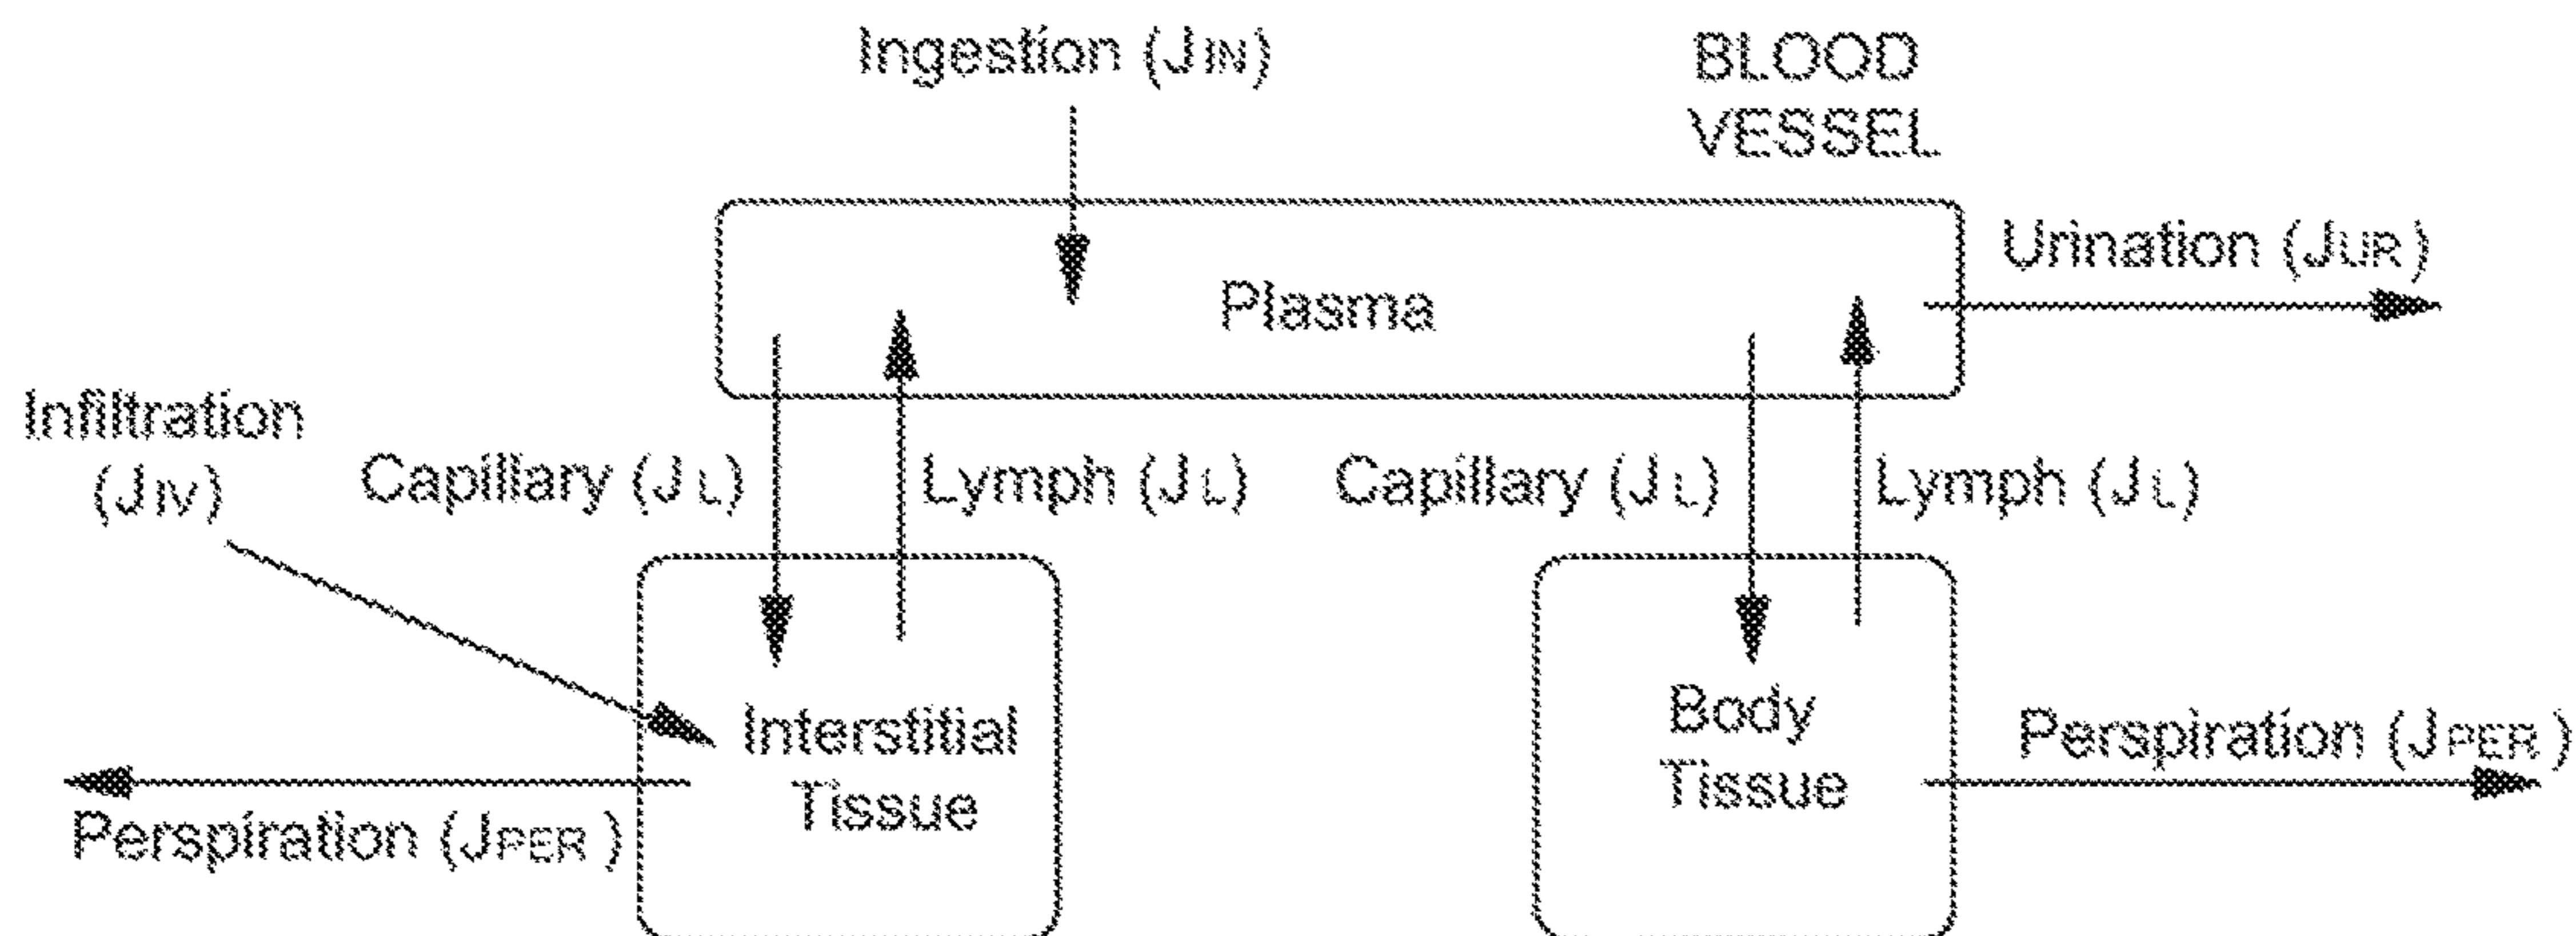 Ingestion (JIN)
BLOOD
VESSEL
Urination (JUR)
Plasma
Infiltration
(JIV)
Capillary (JL)
Lymph (JL)
Capillary (JL)
Lymph (JL)
Interstitial
Tissue
Body
Tissue
Perspiration (JPER)
Perspiration (JPER)